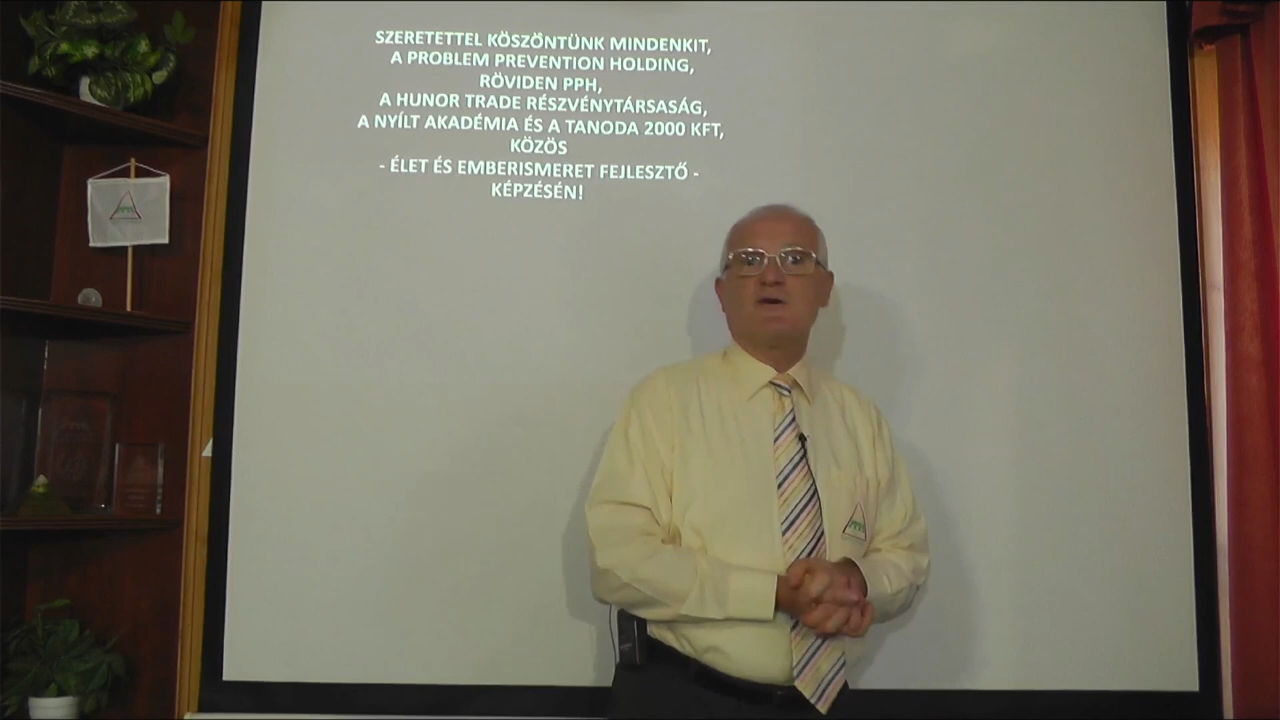 SZERETETTEL KÖSZÖNTÜNK MINDENKIT,
A PROBLEM PREVENTION HOLDING,
RÖVIDEN PPH,
A HUNOR TRADE RÉSZVÉNYTÁRSASÁG,
A NYÍLT AKADÉMIA ÉS A TANODA 2000 KFT,
KÖZÖS
- ÉLET ÉS EMBERISMERET FEJLESZTŐ -
KÉPZÉSÉN!